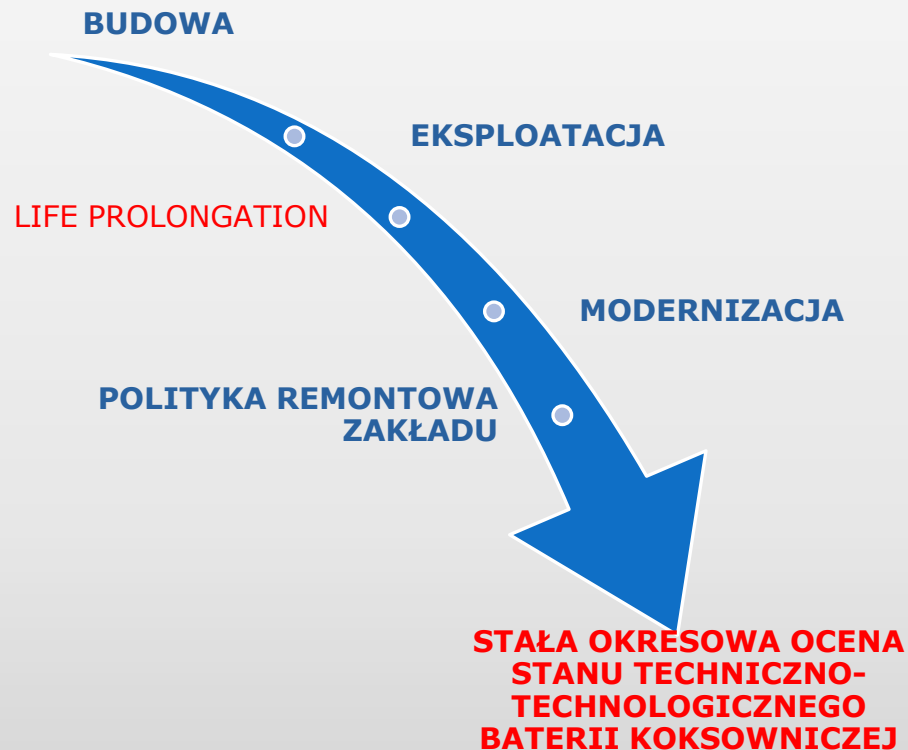 BUDOWA
EKSPLOATACJA
LIFE PROLONGATION
MODERNIZACJA
POLITYKA REMONTOWA
ZAKŁADU
STAŁA OKRESOWA OCENA
STANU TECHNICZNO-
TECHNOLOGICZNEGO
BATERII KOKSOWNICZEJ